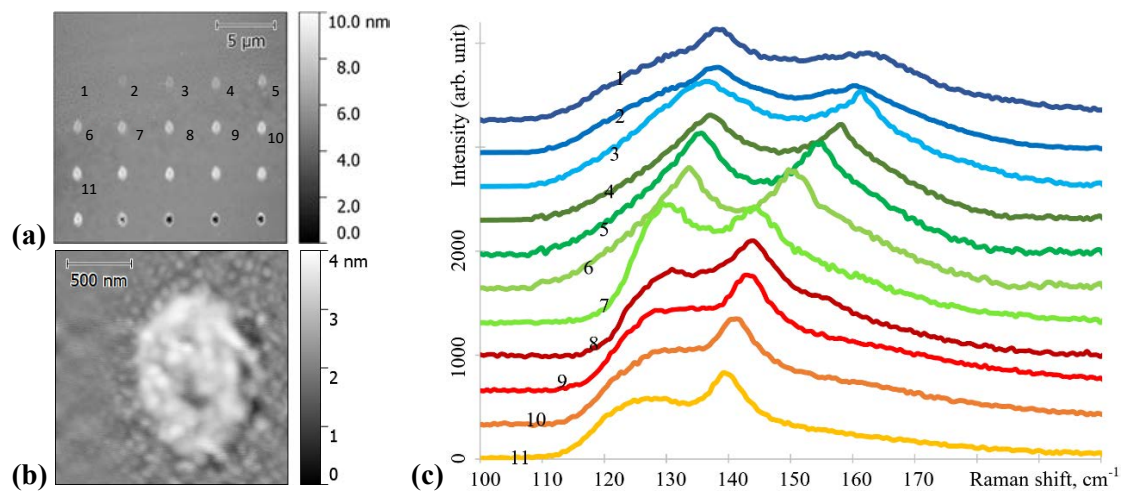 (a)
5 µm
1 2 3 4 5
6 7 8 9 10
11
10.0 nm
8.0
6.0
4.0
2.0
0.0
(b)
500 nm
4 nm
3
2
1
0
(c)
Intensity (arb. unit)
2000
1000
0
1
2
3
4
5
6
7
8
9
10
11
100 110 120 130 140 150 160 170 Raman shift, cm-1